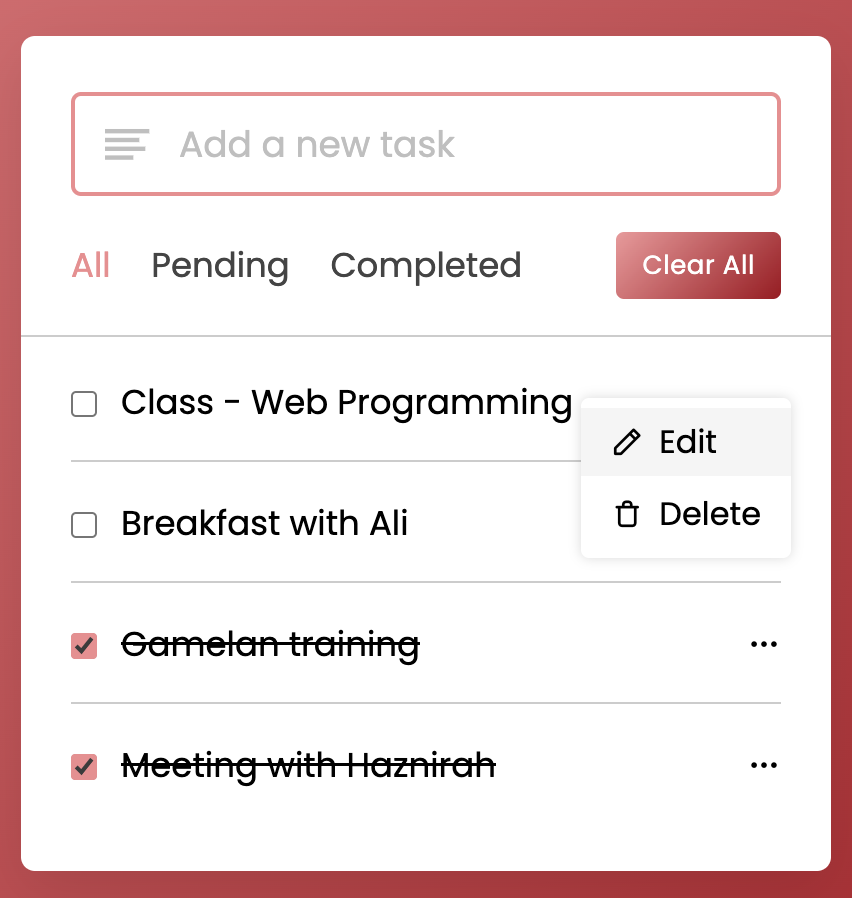 Add a new task
All Pending Completed Clear All
Class - Web Programming
Edit
Breakfast with Ali
Delete
Gamelan training
Meeting with Haznirah